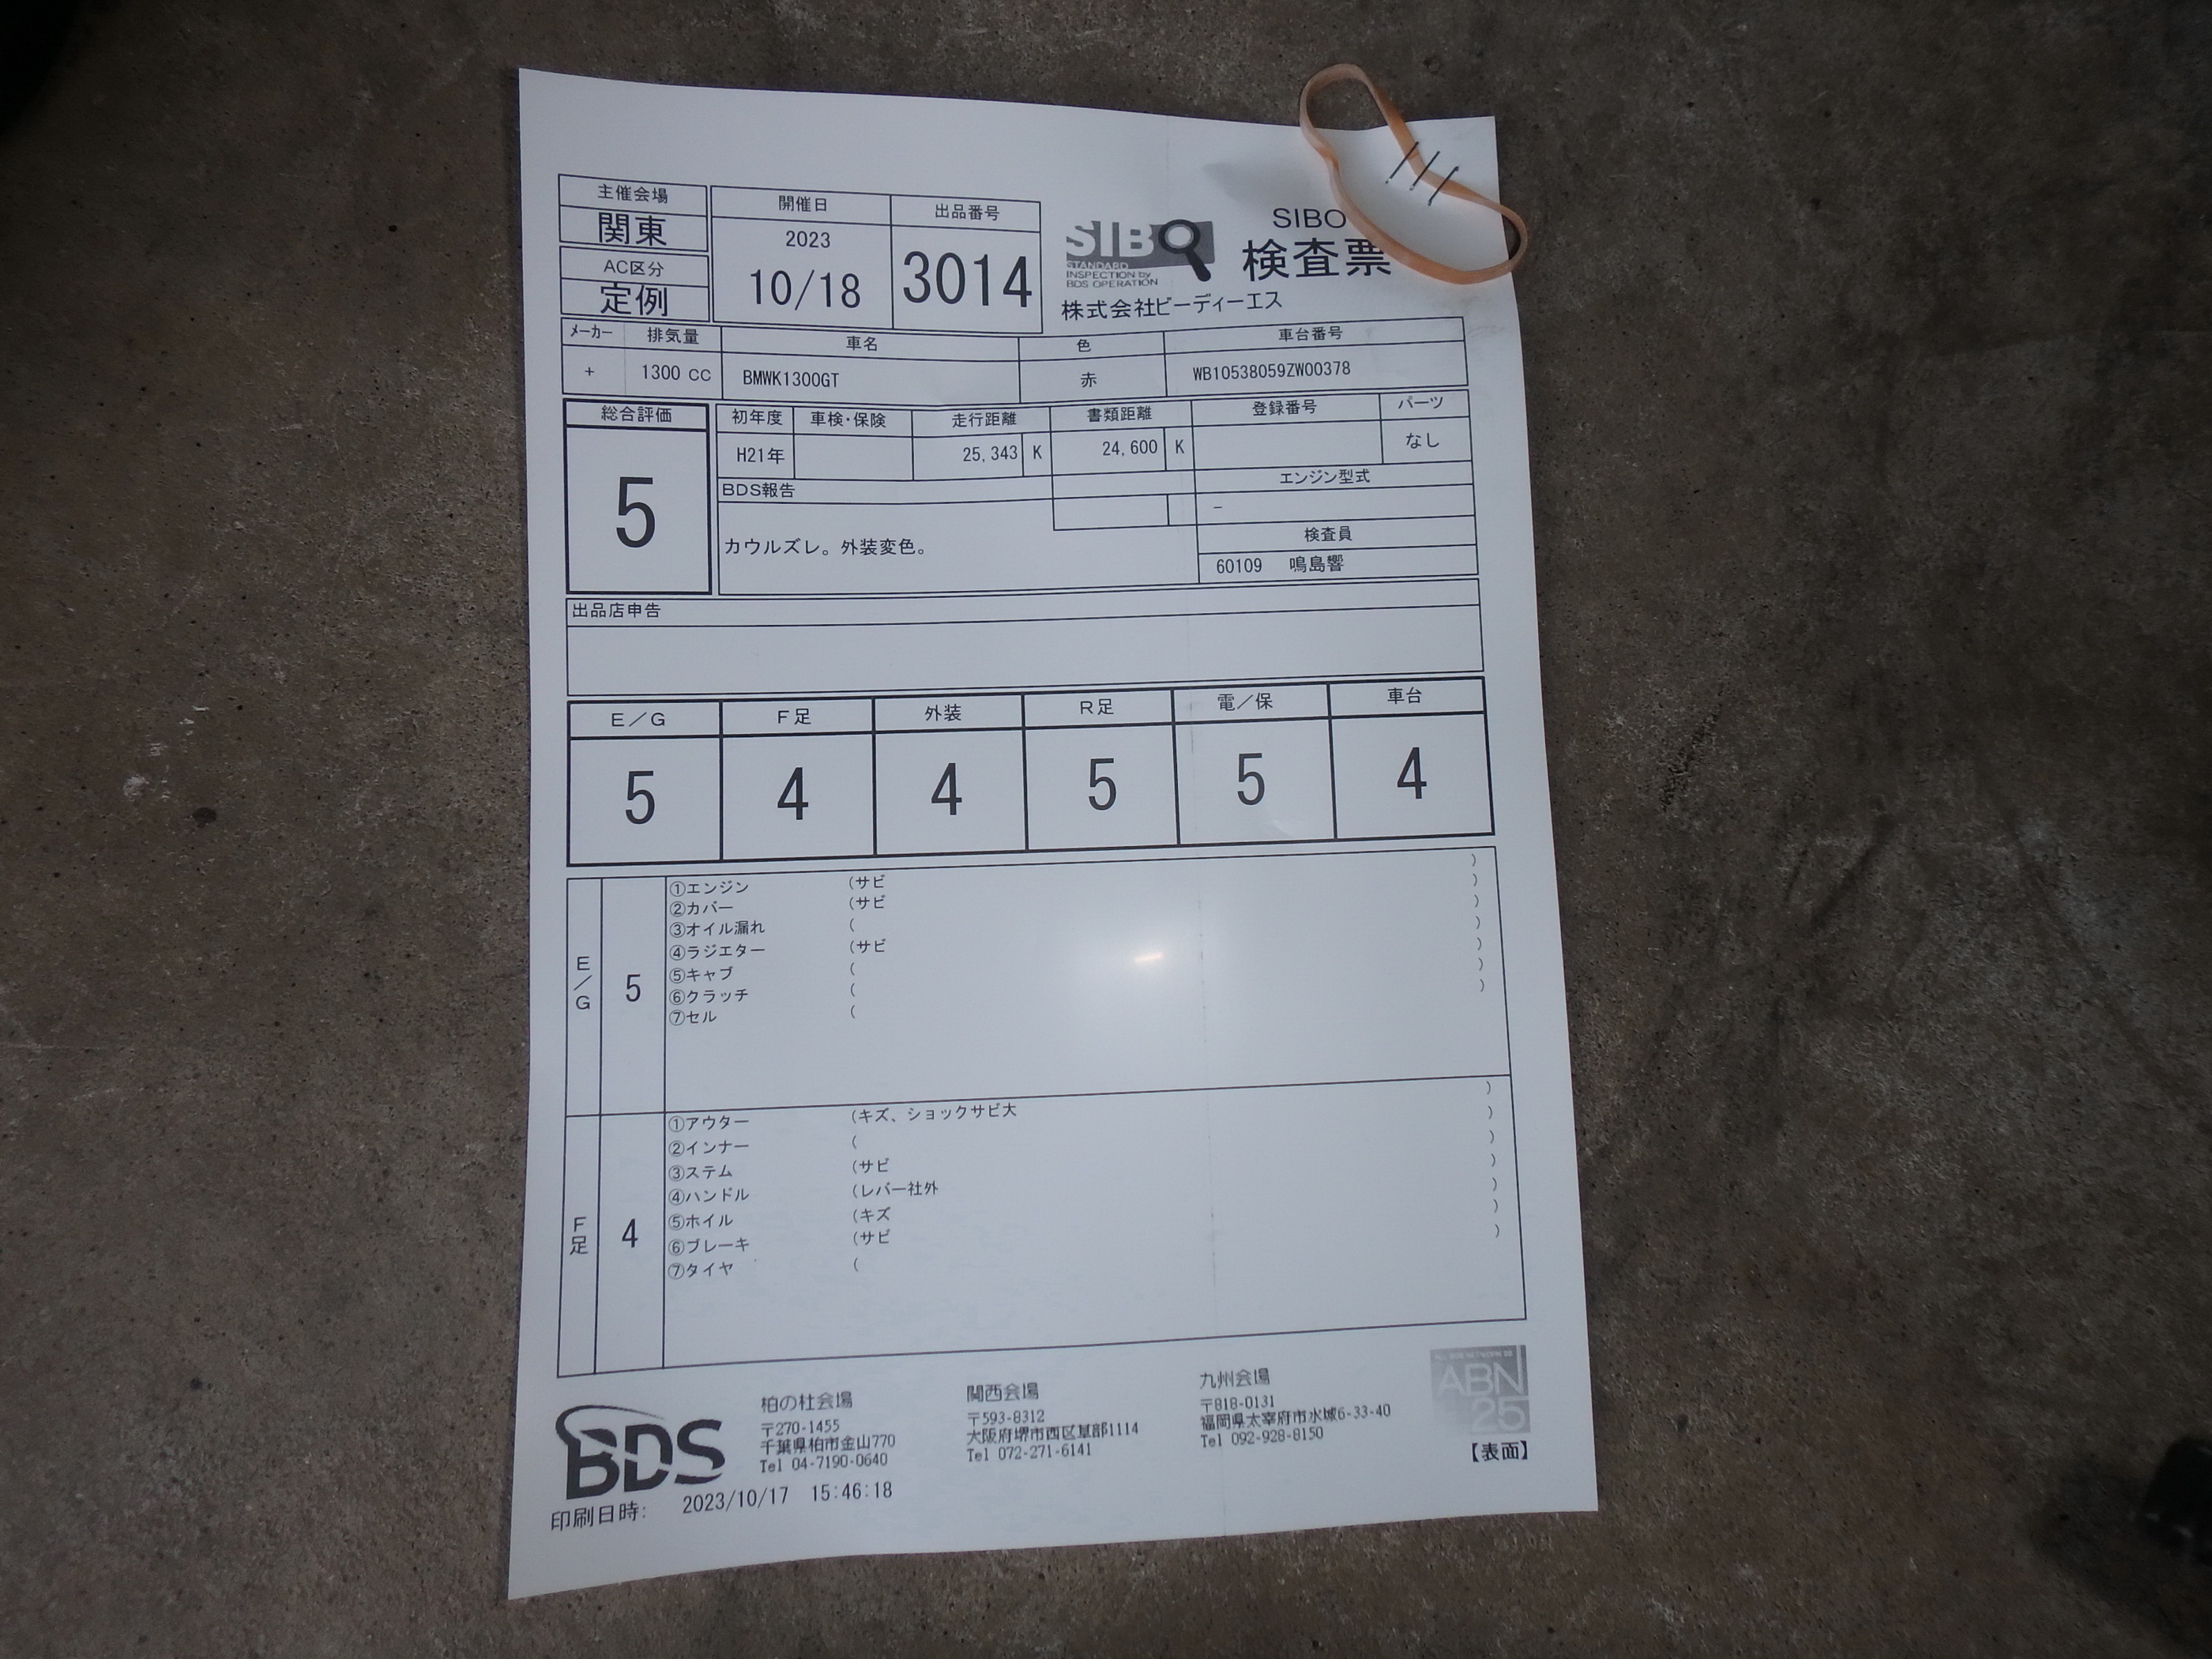 主催会場
関東
AC区分
定例
開催日
2023
10/18
出品番号
3014
SIBO
STANDARD
INSPECTION by
BDS OPERATION
SIBO
検査票
株式会社ビーディーエス
メーカー 排気量 車名 色 車台番号
+ 1300 CC BMWK1300GT 赤 WB10538059ZW00378
総合評価
5
初年度 車検・保険 走行距離 書類距離 登録番号 パーツ
H21年 25,343 K 24,600 K なし
BDS報告
カウルズレ。外装変色。
エンジン型式
−
検査員
60109 鳴島響
出品店申告
E/G F足 外装 R足 電/保 車台
5 4 4 5 5 4
E/G
5
①エンジン (サビ )
②カバー (サビ )
③オイル漏れ ( )
④ラジエター (サビ )
⑤キャブ ( )
⑥クラッチ ( )
⑦セル ( )
F足
4
①アウター (キズ、ショックサビ大 )
②インナー ( )
③ステム (サビ )
④ハンドル (レバー社外 )
⑤ホイル (キズ )
⑥ブレーキ (サビ )
⑦タイヤ ( )
BDS
柏の杜会場
〒270-1455
千葉県柏市金山770
Tel 04-7190-0640
関西会場
〒593-8312
大阪府堺市西区草部1114
Tel 072-271-6141
九州会場
〒818-0131
福岡県太宰府市水城6-33-40
Tel 092-928-8150
ABN
25
【表面】
印刷日時: 2023/10/17 15:46:18